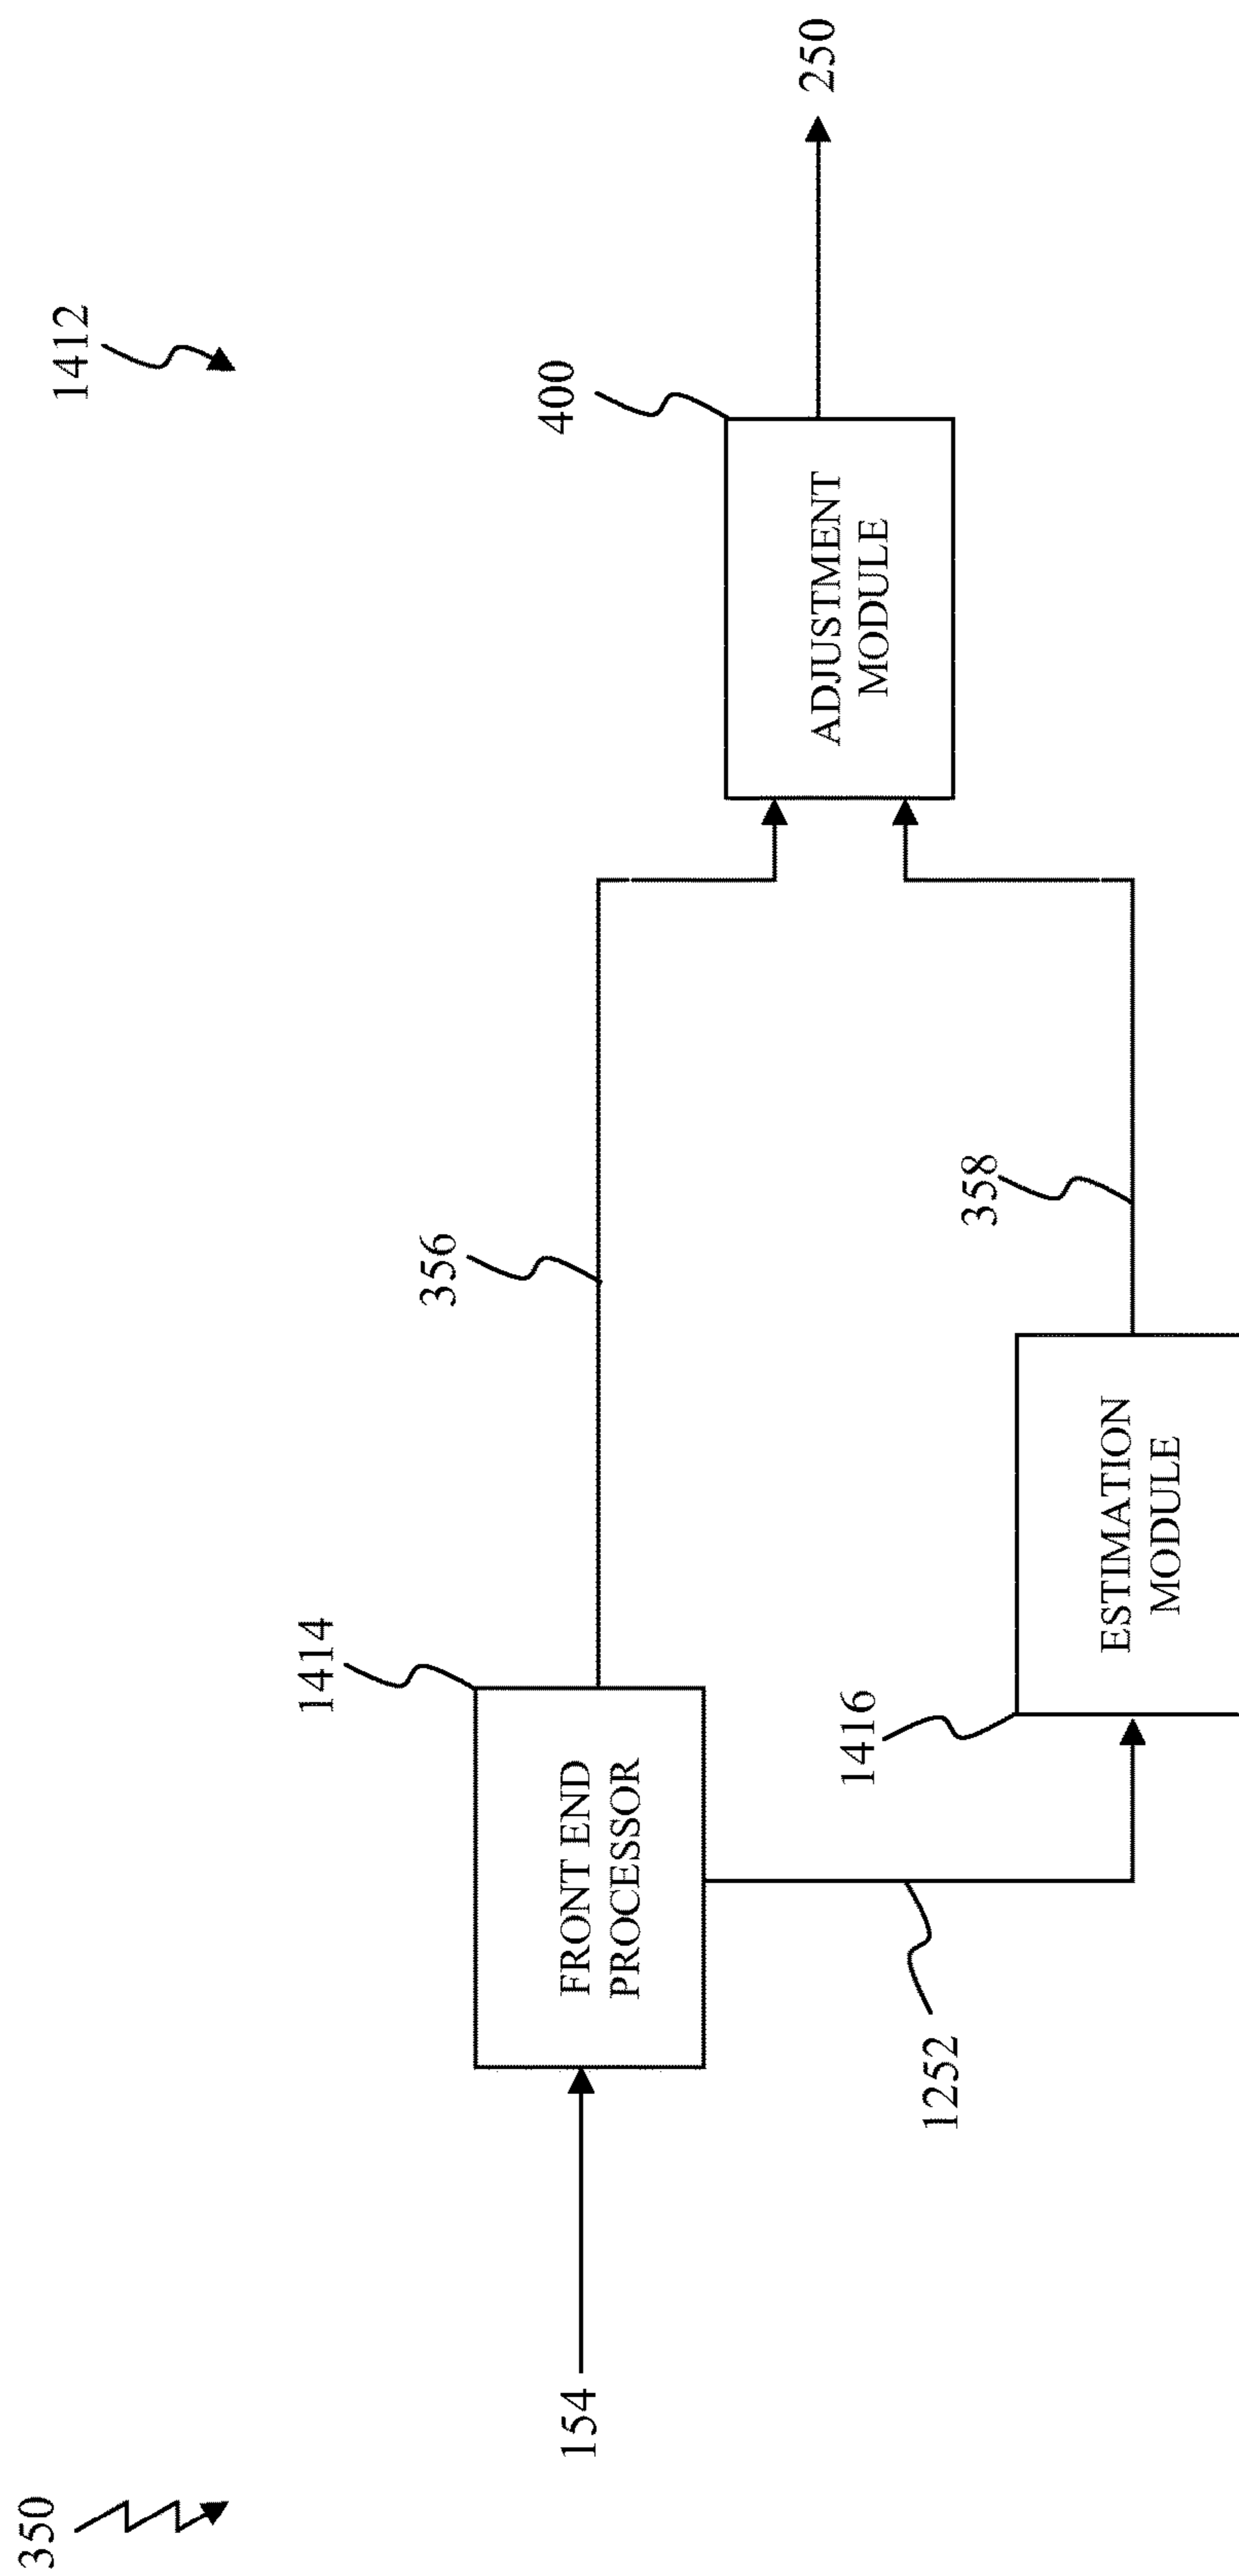 350
1412
154
FRONT END
PROCESSOR
1414
356
1252
1416
ESTIMATION
MODULE
358
400
ADJUSTMENT
MODULE
250